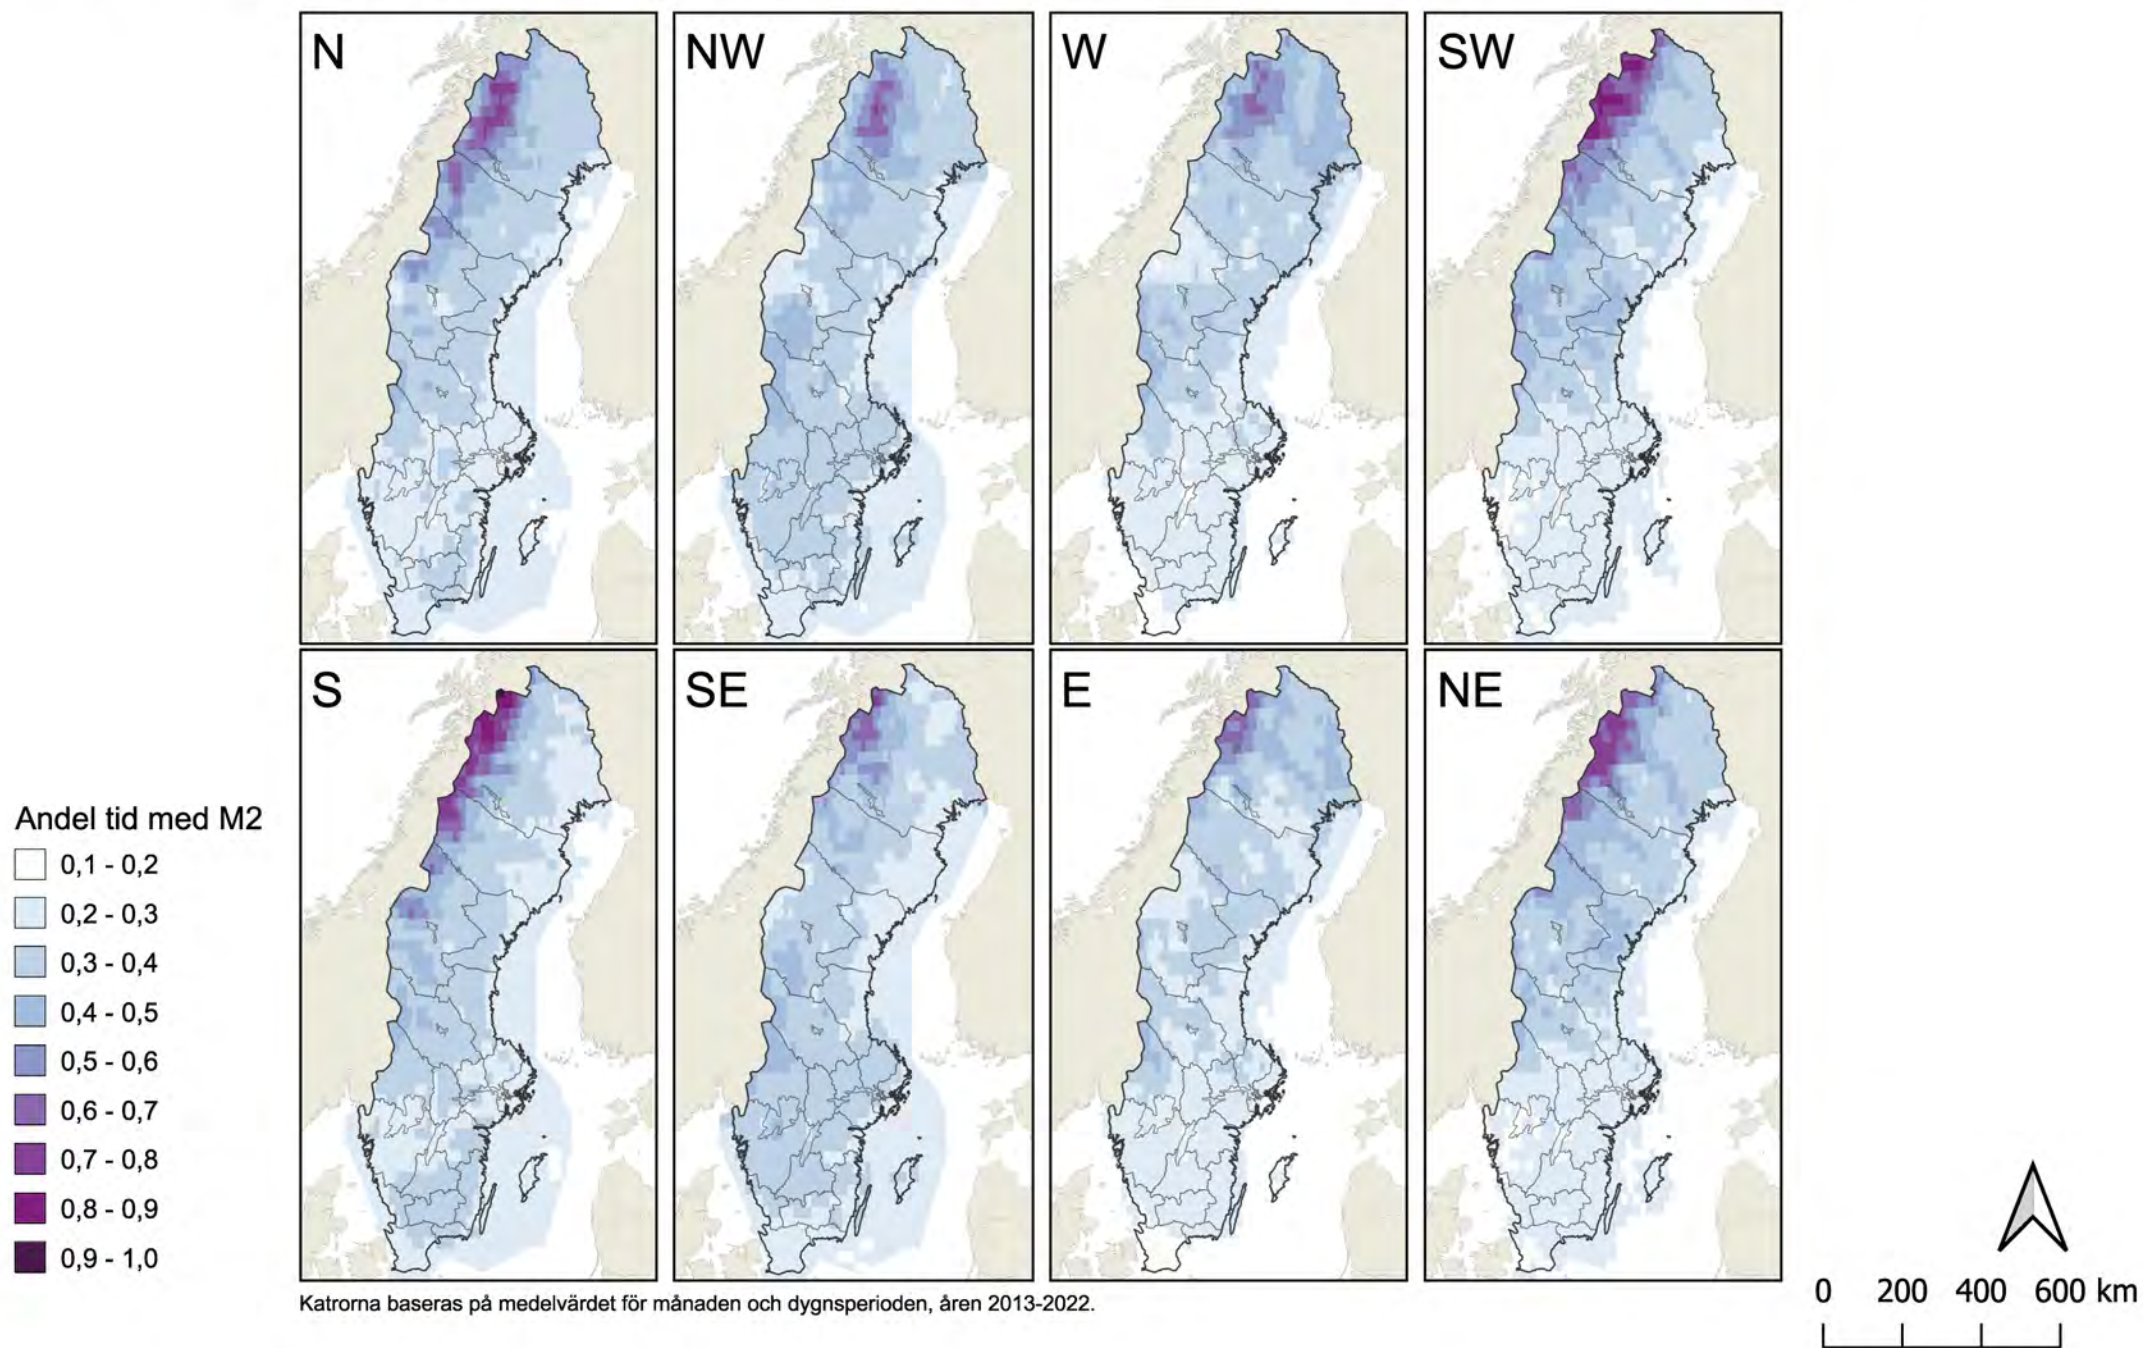 N
NW
W
SW
S
SE
E
NE
Andel tid med M2
0,1 - 0,2
0,2 - 0,3
0,3 - 0,4
0,4 - 0,5
0,5 - 0,6
0,6 - 0,7
0,7 - 0,8
0,8 - 0,9
0,9 - 1,0
Katrorna baseras på medelvärdet för månaden och dygnsperioden, åren 2013-2022.
0 200 400 600 km